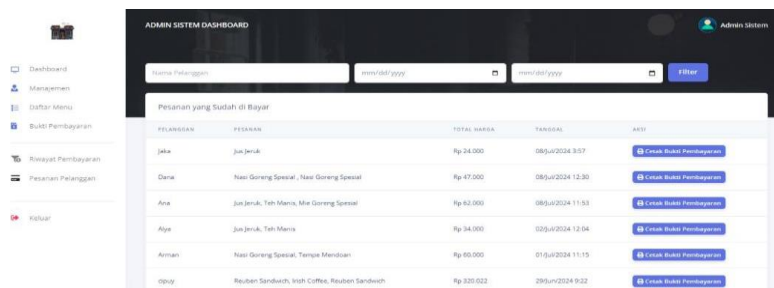 ADMIN SISTEM DASHBOARD
Admin Sistem
Dashboard
Manajemen
Daftar Menu
Bukti Pembayaran
Riwayat Pembayaran
Pesanan Pelanggan
Keluar
Nama Pelanggan mm/dd/yyyy mm/dd/yyyy Filter
Pesanan yang Sudah di Bayar
PELANGGAN PESANAN TOTAL HARGA TANGGAL AKSI
Jaka Jus Jeruk Rp 24.000 08/Jul/2024 3:57 Cetak Bukti Pembayaran
Dana Nasi Goreng Spesial , Nasi Goreng Spesial Rp 47.000 08/Jul/2024 12:30 Cetak Bukti Pembayaran
Ana Jus Jeruk, Teh Manis, Mie Goreng Spesial Rp 62.000 08/Jul/2024 11:53 Cetak Bukti Pembayaran
Alya Jus Jeruk, Teh Manis Rp 34.000 02/Jul/2024 12:04 Cetak Bukti Pembayaran
Arman Nasi Goreng Spesial, Tempe Mendoan Rp 60.000 01/Jul/2024 11:15 Cetak Bukti Pembayaran
opuy Reuben Sandwich, Irish Coffee, Reuben Sandwich Rp 320.022 29/Jun/2024 9:22 Cetak Bukti Pembayaran